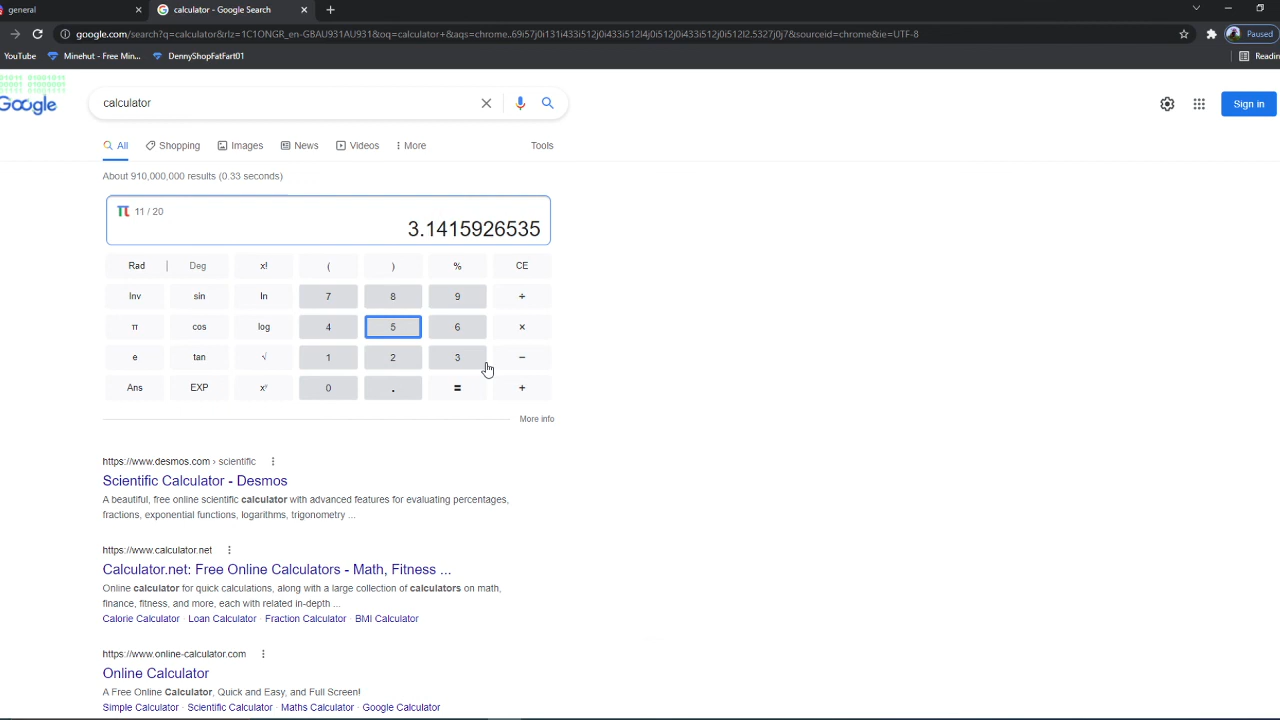 general
calculator - Google Search
google.com/search?q=calculator&rlz=1C1ONGR_en-GBAU931AU931&oq=calculator+&aqs=chrome..69i57j0i131i433i512j0i433i512l4j0i512j0i433i512j0i512l2.5327j0j7&sourceid=chrome&ie=UTF-8
Paused
YouTube
Minehut - Free Min...
DennyShopFatFart01
Readin
Google
calculator
Sign in
All
Shopping
Images
News
Videos
More
Tools
About 910,000,000 results (0.33 seconds)
π 11 / 20
3.1415926535
Rad | Deg x! ( ) % CE
Inv sin ln 7 8 9 ÷
π cos log 4 5 6 ×
e tan √ 1 2 3 −
Ans EXP xʸ 0 . = +
More info
https://www.desmos.com › scientific
Scientific Calculator - Desmos
A beautiful, free online scientific calculator with advanced features for evaluating percentages,
fractions, exponential functions, logarithms, trigonometry ...
https://www.calculator.net
Calculator.net: Free Online Calculators - Math, Fitness ...
Online calculator for quick calculations, along with a large collection of calculators on math,
finance, fitness, and more, each with related in-depth ...
Calorie Calculator · Loan Calculator · Fraction Calculator · BMI Calculator
https://www.online-calculator.com
Online Calculator
A Free Online Calculator, Quick and Easy, and Full Screen!
Simple Calculator · Scientific Calculator · Maths Calculator · Google Calculator